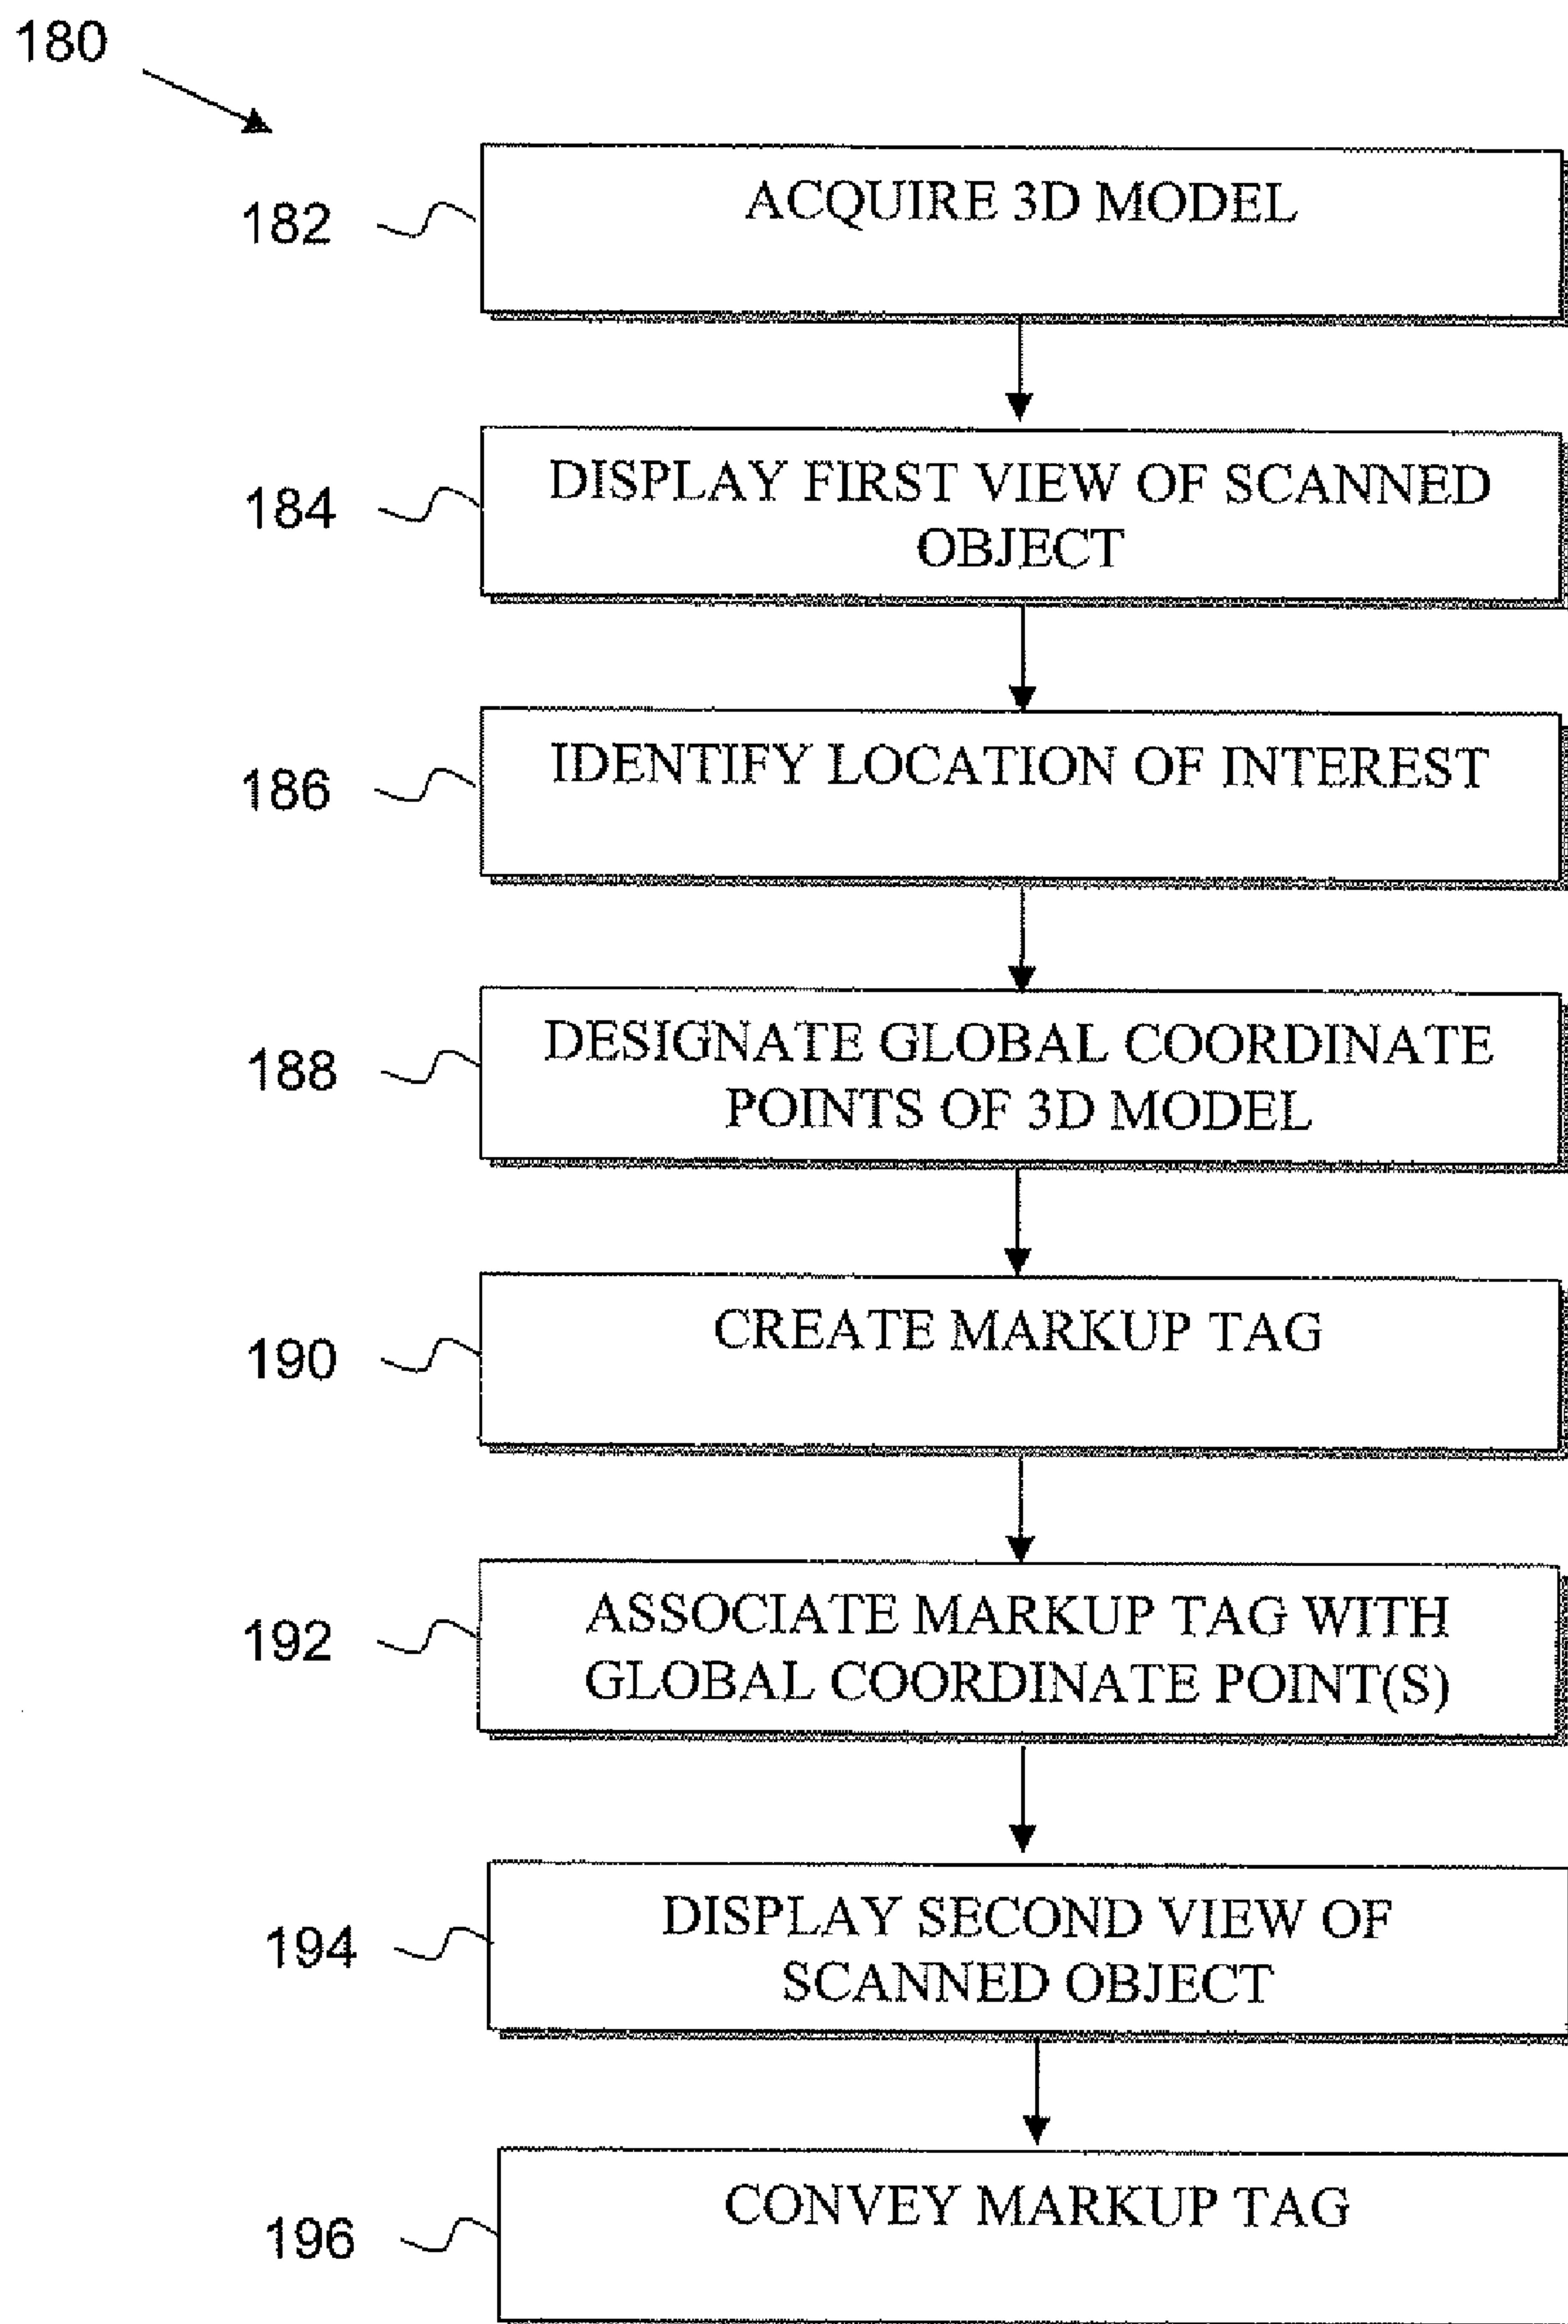 180
182
ACQUIRE 3D MODEL
184
DISPLAY FIRST VIEW OF SCANNED
OBJECT
186
IDENTIFY LOCATION OF INTEREST
188
DESIGNATE GLOBAL COORDINATE
POINTS OF 3D MODEL
190
CREATE MARKUP TAG
192
ASSOCIATE MARKUP TAG WITH
GLOBAL COORDINATE POINT(S)
194
DISPLAY SECOND VIEW OF
SCANNED OBJECT
196
CONVEY MARKUP TAG